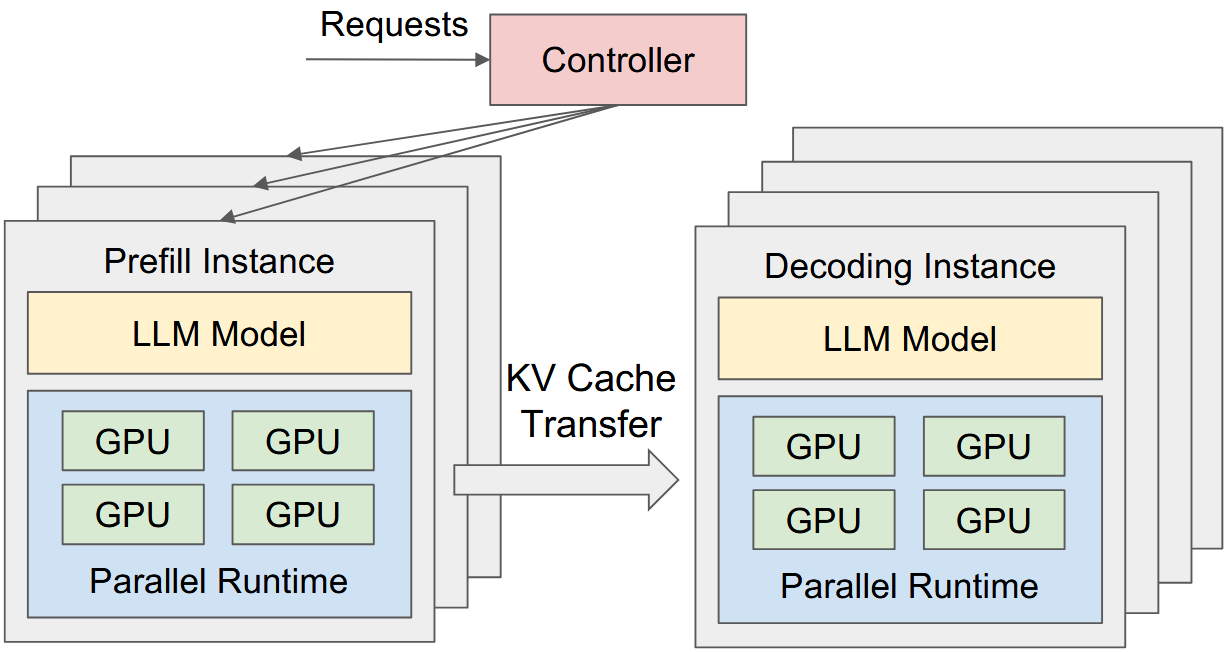 Requests
Controller
Prefill Instance
LLM Model
GPU GPU
GPU GPU
Parallel Runtime
KV Cache
Transfer
Decoding Instance
LLM Model
GPU GPU
GPU GPU
Parallel Runtime